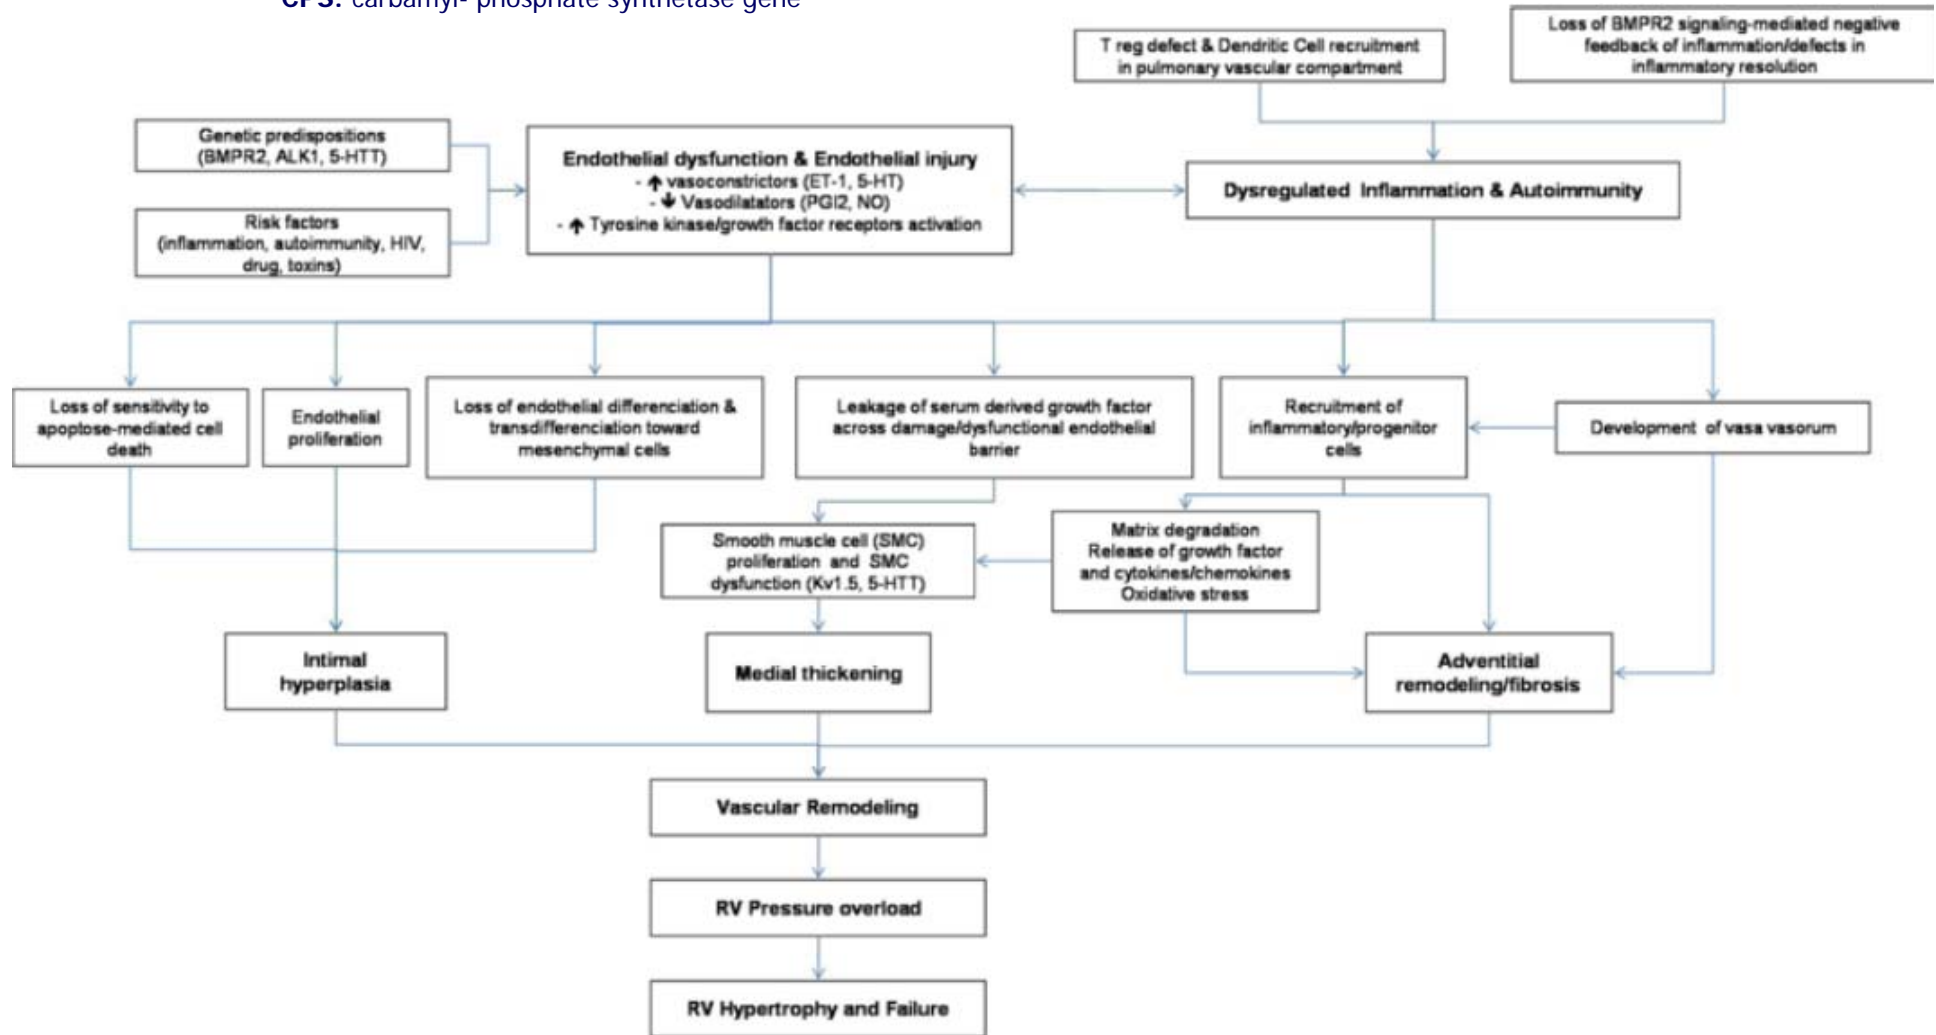 CPS: carbamyl- phosphate synthetase gene
T reg defect & Dendritic Cell recruitment
in pulmonary vascular compartment
Loss of BMPR2 signaling-mediated negative
feedback of inflammation/defects in
inflammatory resolution
Genetic predispositions
(BMPR2, ALK1, 5-HTT)
Risk factors
(inflammation, autoimmunity, HIV,
drug, toxins)
Endothelial dysfunction & Endothelial injury
- ↑ vasoconstrictors (ET-1, 5-HT)
- ↓ Vasodilatators (PGI2, NO)
- ↑ Tyrosine kinase/growth factor receptors activation
Dysregulated Inflammation & Autoimmunity
Loss of sensitivity to
apoptose-mediated cell
death
Endothelial
proliferation
Loss of endothelial differenciation &
transdifferenciation toward
mesenchymal cells
Leakage of serum derived growth factor
across damage/dysfunctional endothelial
barrier
Recruitment of
inflammatory/progenitor
cells
Development of vasa vasorum
Smooth muscle cell (SMC)
proliferation and SMC
dysfunction (Kv1.5, 5-HTT)
Matrix degradation
Release of growth factor
and cytokines/chemokines
Oxidative stress
Intimal
hyperplasia
Medial thickening
Adventitial
remodeling/fibrosis
Vascular Remodeling
RV Pressure overload
RV Hypertrophy and Failure